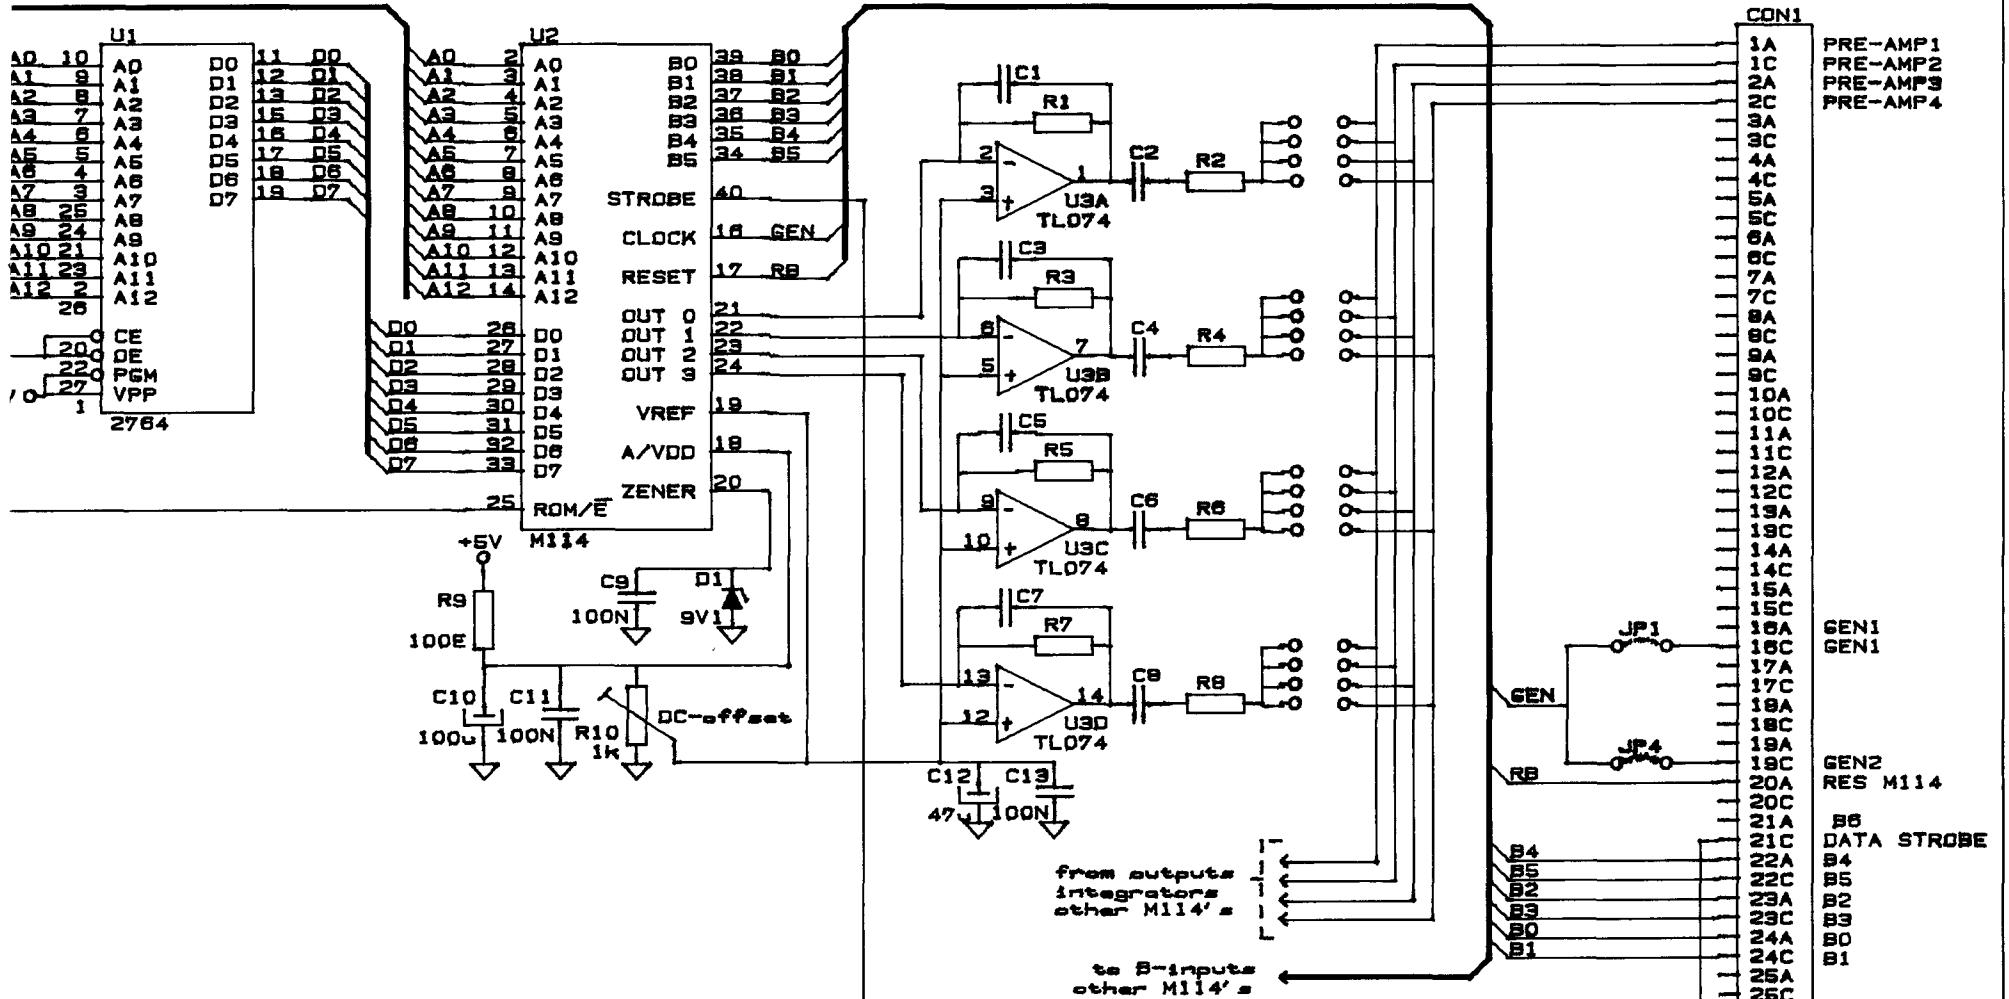 U1
A0 10 A0 D0 11 D0
A1 9 A1 D1 12 D1
A2 8 A2 D2 13 D2
A3 7 A3 D3 15 D3
A4 6 A4 D4 16 D4
A5 5 A5 D5 17 D5
A6 4 A6 D6 18 D6
A7 3 A7 D7 19 D7
A8 25 A8
A9 24 A9
A10 21 A10
A11 23 A11
A12 2 A12
26
CE
20 OE
22 PGM
27 VPP
1
2764
U2
A0 2 A0 B0 39 B0
A1 3 A1 B1 38 B1
A2 4 A2 B2 37 B2
A3 5 A3 B3 36 B3
A4 6 A4 B4 35 B4
A5 7 A5 B5 34 B5
A6 8 A6
A7 9 A7 STROBE 40
A8 10 A8
A9 11 A9 CLOCK 16 GEN
A10 12 A10
A11 13 A11 RESET 17 RB
A12 14 A12
OUT 0 21
D0 26 D0 OUT 1 22
D1 27 D1 OUT 2 23
D2 28 D2 OUT 3 24
D3 29 D3
D4 30 D4 VREF 19
D5 31 D5
D6 32 D6 A/VDD 18
D7 33 D7
ZENER 20
25 ROM/E̅
M114
+5V
R9
100E
C9
100N
D1
9V1
C10
100u
C11
100N
R10
1k
DC-offset
C1
R1
2 -
3 +
1
U3A
TL074
C2
R2
C3
R3
6 -
5 +
7
U3B
TL074
C4
R4
C5
R5
9 -
10 +
8
U3C
TL074
C6
R6
C7
R7
13 -
12 +
14
U3D
TL074
C8
R8
C12
47u
C13
100N
from outputs
integrators
other M114's
to B-inputs
other M114's
GEN
RB
B4
B5
B2
B3
B0
B1
JP1
JP4
CON1
1A PRE-AMP1
1C PRE-AMP2
2A PRE-AMP3
2C PRE-AMP4
3A
3C
4A
4C
5A
5C
6A
6C
7A
7C
8A
8C
9A
9C
10A
10C
11A
11C
12A
12C
13A
13C
14A
14C
15A
15C
16A GEN1
16C GEN1
17A
17C
18A
18C
19A
19C GEN2
20A RES M114
20C
21A B6
21C DATA STROBE
22A B4
22C B5
23A B2
23C B3
24A B0
24C B1
25A
25C